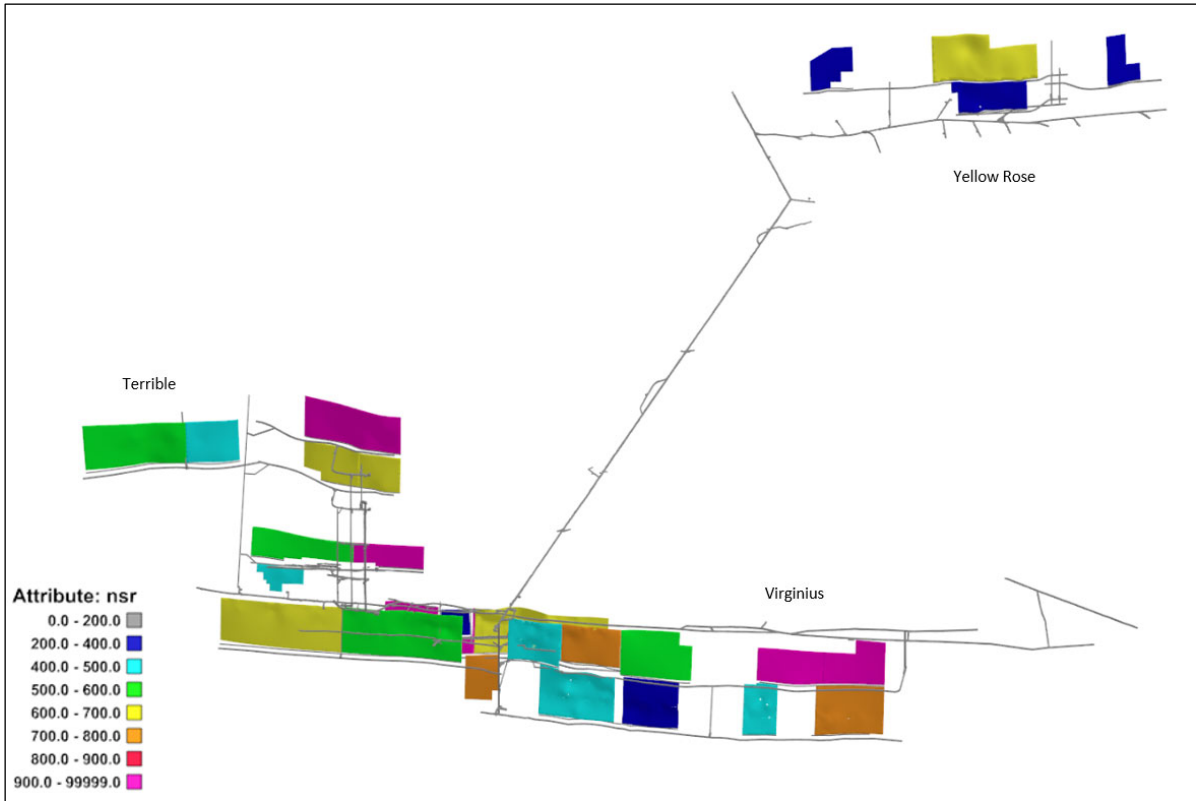 Yellow Rose
Terrible
Virginius
Attribute: nsr
0.0 - 200.0
200.0 - 400.0
400.0 - 500.0
500.0 - 600.0
600.0 - 700.0
700.0 - 800.0
800.0 - 900.0
900.0 - 99999.0